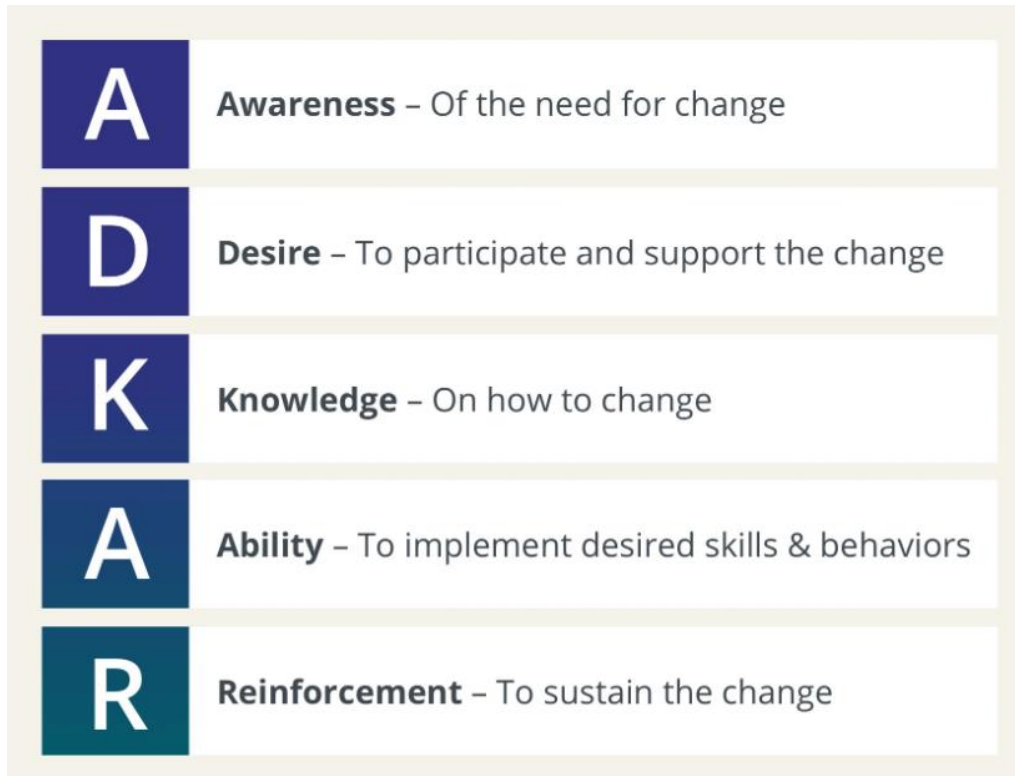 A
Awareness – Of the need for change
D
Desire – To participate and support the change
K
Knowledge – On how to change
A
Ability – To implement desired skills & behaviors
R
Reinforcement – To sustain the change